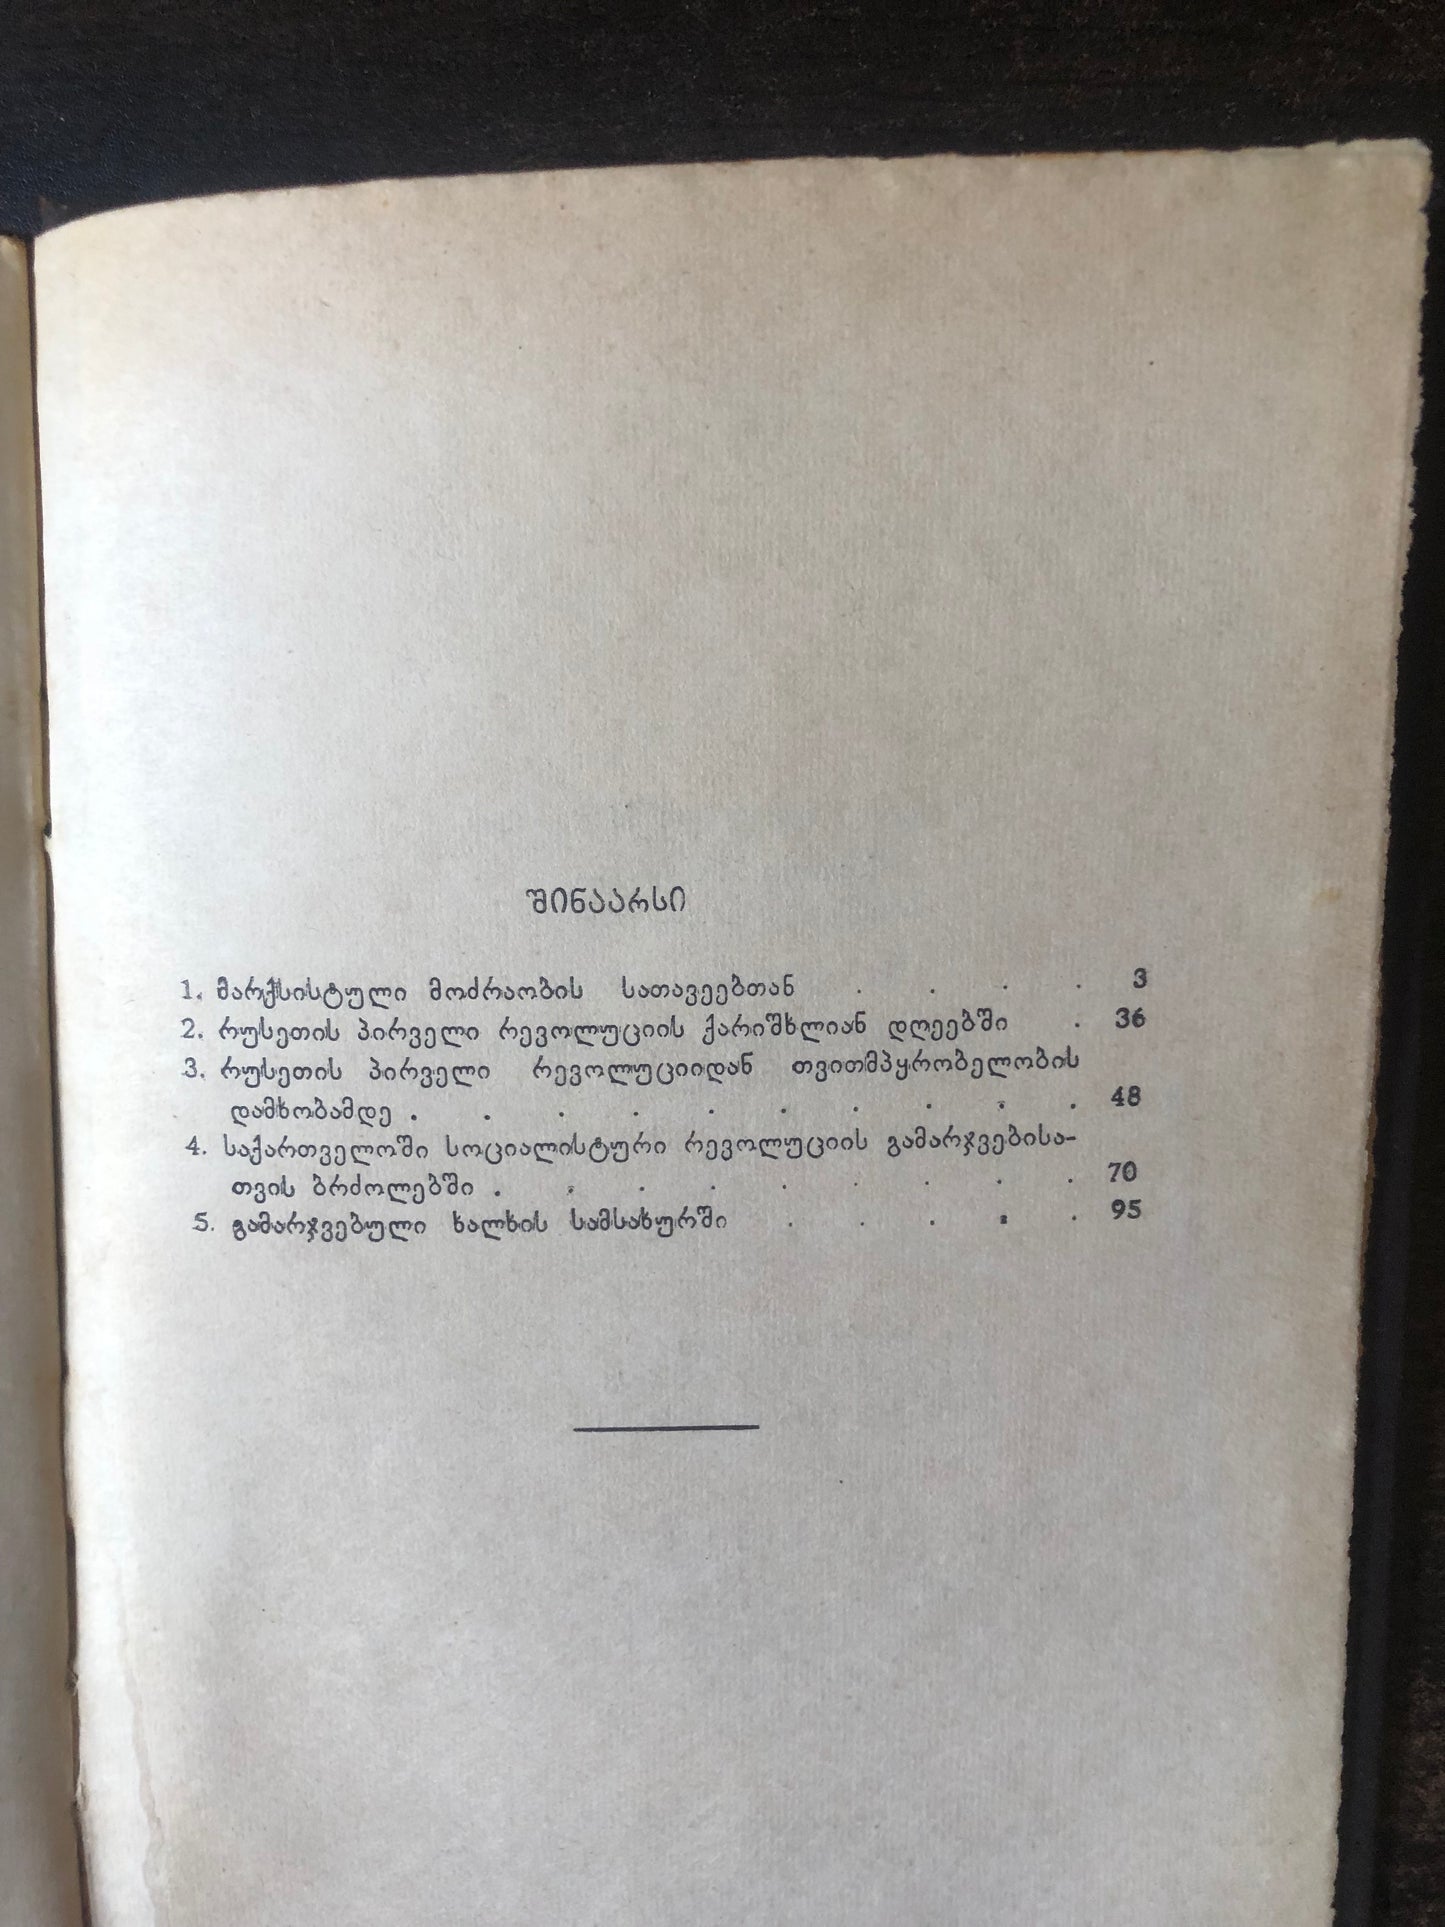 შინაარსი
1. მარქსისტული მოძრაობის სათავეებთან . . . . 3
2. რუსეთის პირველი რევოლუციის ქარიშხლიან დღეებში . 36
3. რუსეთის პირველი რევოლუციიდან თვითმპყრობელობის
დამხობამდე . . . . . . . . . . 48
4. საქართველოში სოციალისტური რევოლუციის გამარჯვებისა-
თვის ბრძოლებში . . . . . . . . . 70
5. გამარჯვებული ხალხის სამსახურში . . . . . 95